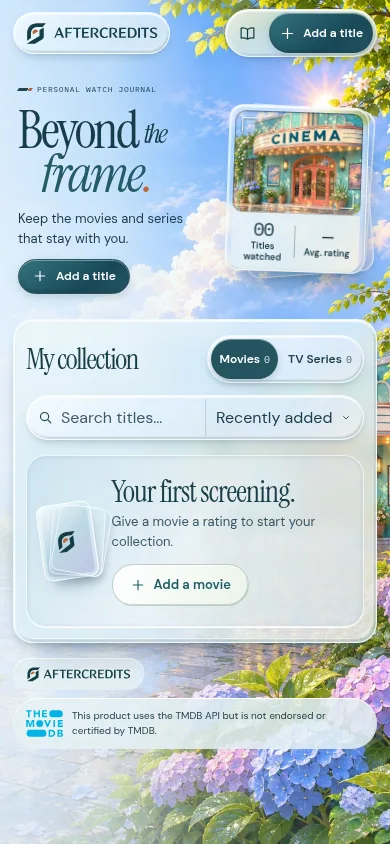 AFTERCREDITS
Add a title
PERSONAL WATCH JOURNAL
Beyond the
frame.
CINEMA
Keep the movies and series
that stay with you.
00
Titles
watched
—
Avg. rating
Add a title
My collection
Movies 0
TV Series 0
Search titles...
Recently added
Your first screening.
Give a movie a rating to start your
collection.
Add a movie
AFTERCREDITS
THE
MOVIE
DB
This product uses the TMDB API but is not endorsed or
certified by TMDB.